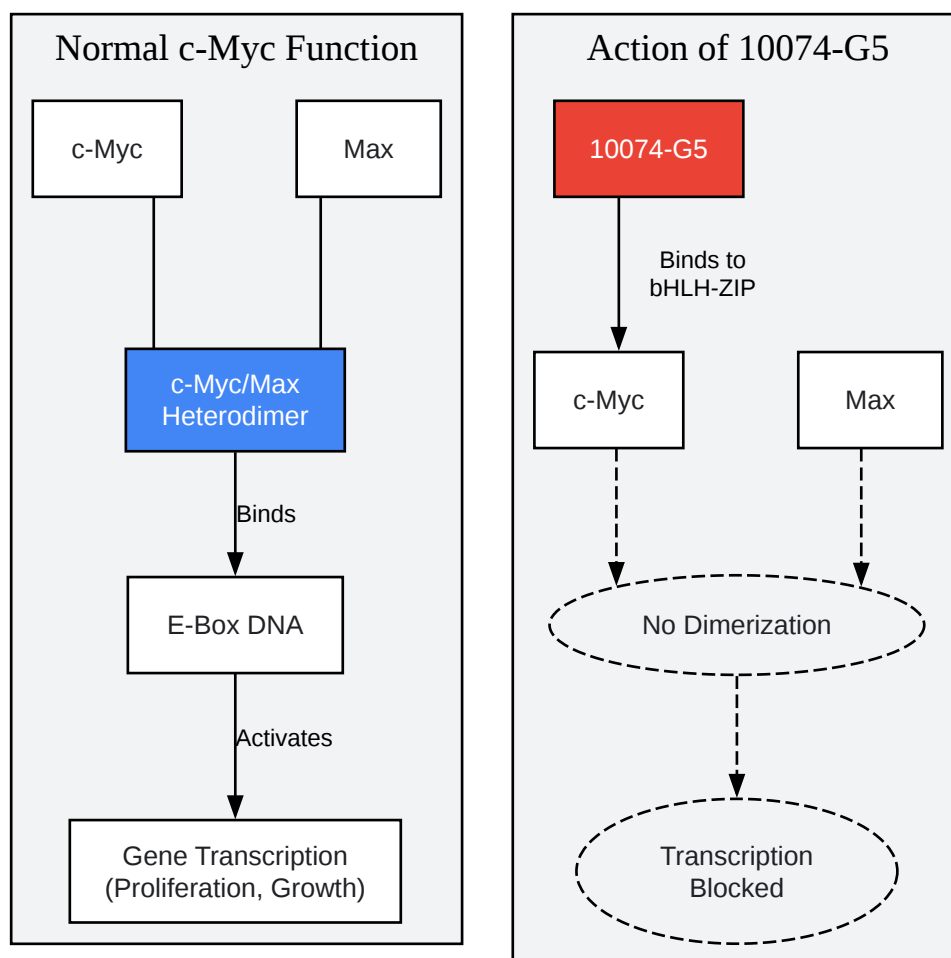 Normal c-Myc Function
c-Myc
Max
c-Myc/Max
Heterodimer
Binds
E-Box DNA
Activates
Gene Transcription
(Proliferation, Growth)
Action of 10074-G5
10074-G5
Binds to
bHLH-ZIP
c-Myc
Max
No Dimerization
Transcription
Blocked